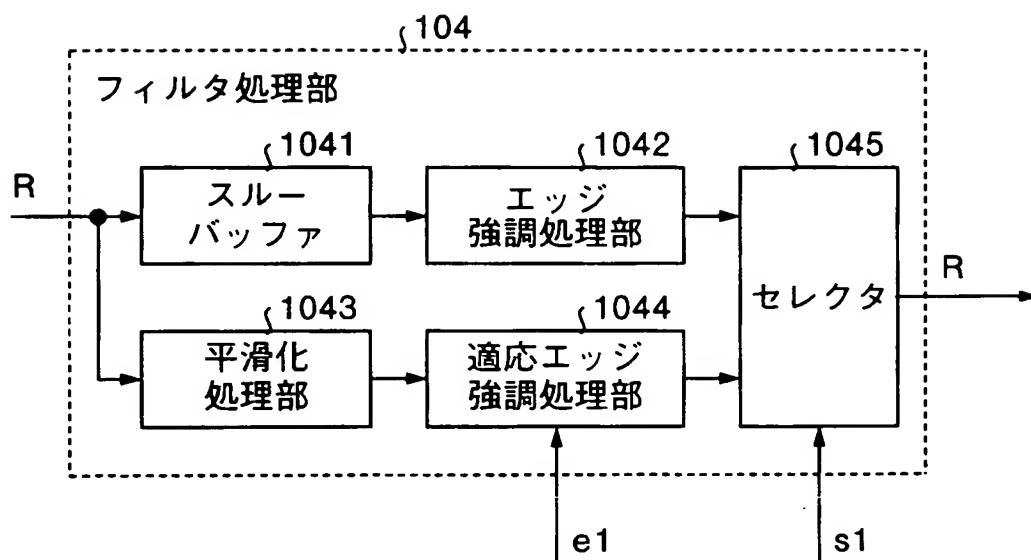 104
フィルタ処理部
R
1041
スルー
バッファ
1042
エッジ
強調処理部
1045
セレクタ
R
1043
平滑化
処理部
1044
適応エッジ
強調処理部
e1
s1